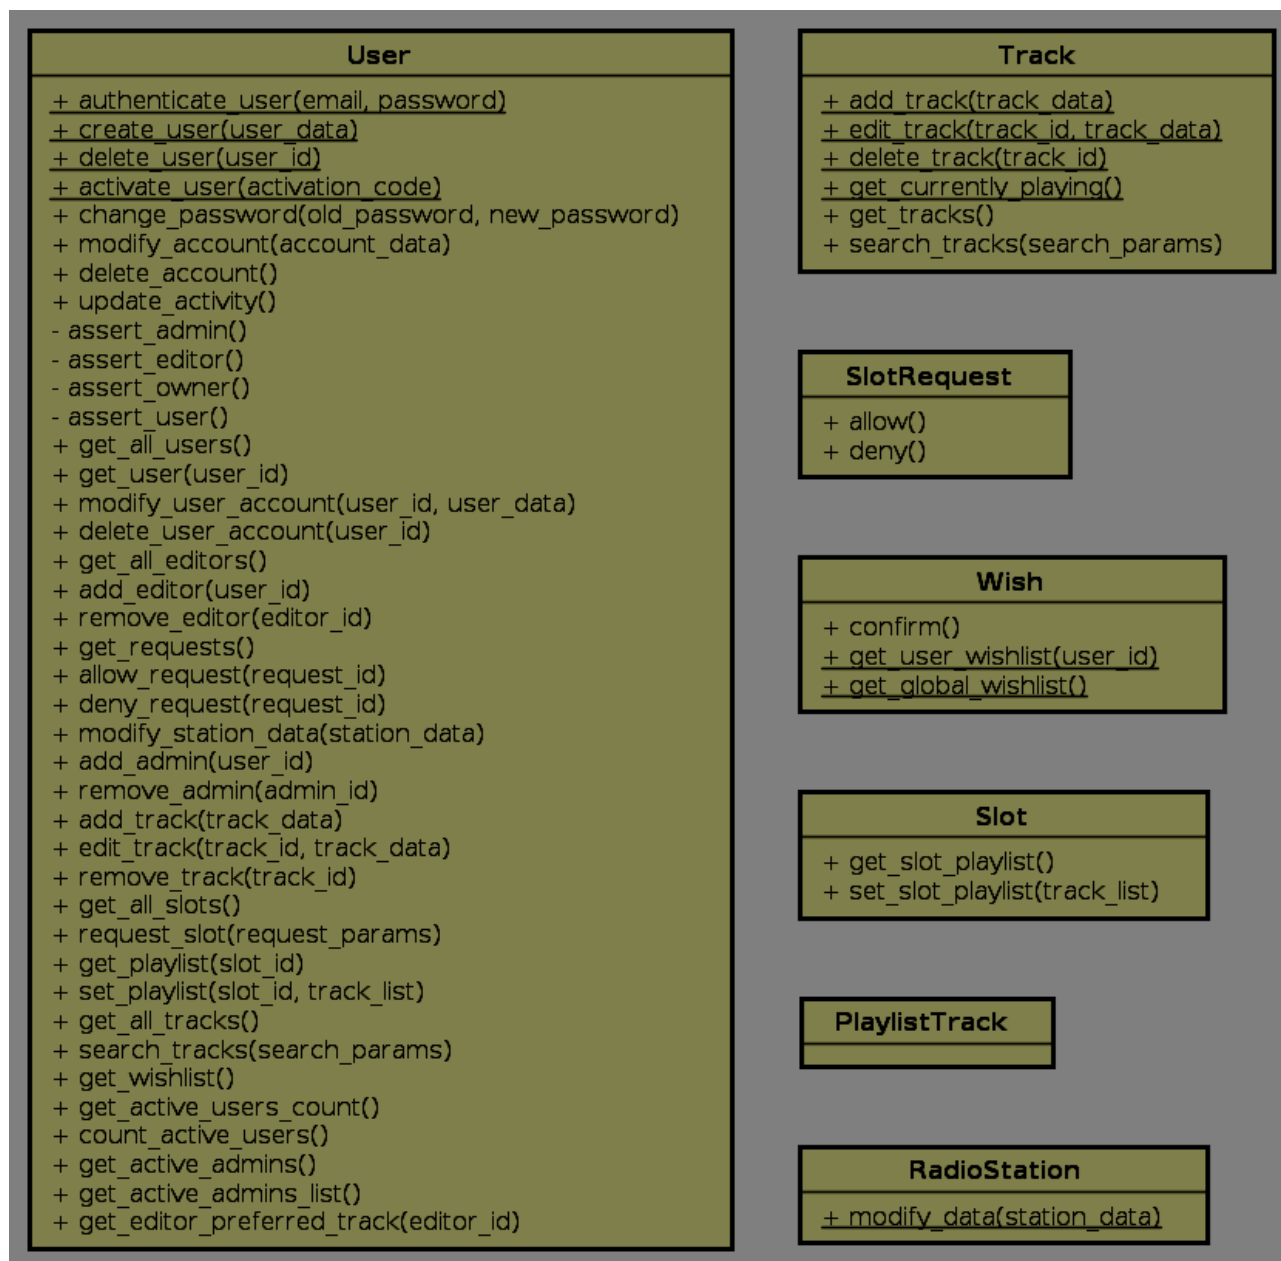 User
+ authenticate_user(email, password)
+ create_user(user_data)
+ delete_user(user_id)
+ activate_user(activation_code)
+ change_password(old_password, new_password)
+ modify_account(account_data)
+ delete_account()
+ update_activity()
- assert_admin()
- assert_editor()
- assert_owner()
- assert_user()
+ get_all_users()
+ get_user(user_id)
+ modify_user_account(user_id, user_data)
+ delete_user_account(user_id)
+ get_all_editors()
+ add_editor(user_id)
+ remove_editor(editor_id)
+ get_requests()
+ allow_request(request_id)
+ deny_request(request_id)
+ modify_station_data(station_data)
+ add_admin(user_id)
+ remove_admin(admin_id)
+ add_track(track_data)
+ edit_track(track_id, track_data)
+ remove_track(track_id)
+ get_all_slots()
+ request_slot(request_params)
+ get_playlist(slot_id)
+ set_playlist(slot_id, track_list)
+ get_all_tracks()
+ search_tracks(search_params)
+ get_wishlist()
+ get_active_users_count()
+ count_active_users()
+ get_active_admins()
+ get_active_admins_list()
+ get_editor_preferred_track(editor_id)
Track
+ add_track(track_data)
+ edit_track(track_id, track_data)
+ delete_track(track_id)
+ get_currently_playing()
+ get_tracks()
+ search_tracks(search_params)
SlotRequest
+ allow()
+ deny()
Wish
+ confirm()
+ get_user_wishlist(user_id)
+ get_global_wishlist()
Slot
+ get_slot_playlist()
+ set_slot_playlist(track_list)
PlaylistTrack
RadioStation
+ modify_data(station_data)